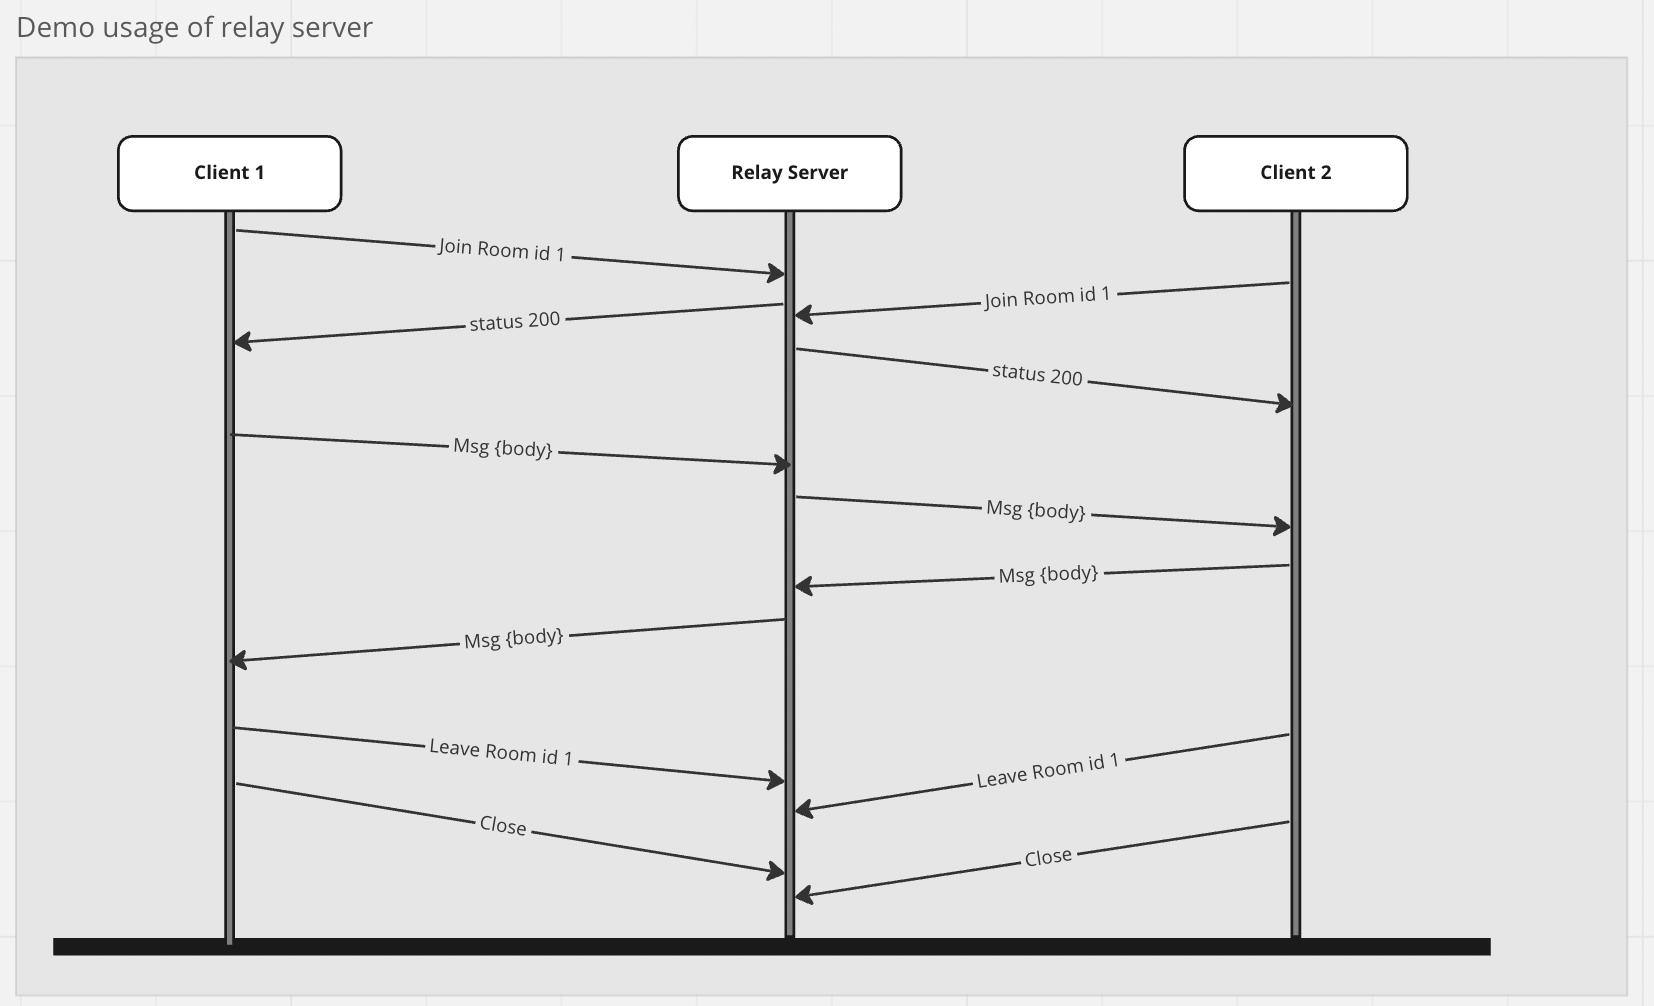 Demo usage of relay server
Client 1
Relay Server
Client 2
Join Room id 1
Join Room id 1
status 200
status 200
Msg {body}
Msg {body}
Msg {body}
Msg {body}
Leave Room id 1
Leave Room id 1
Close
Close